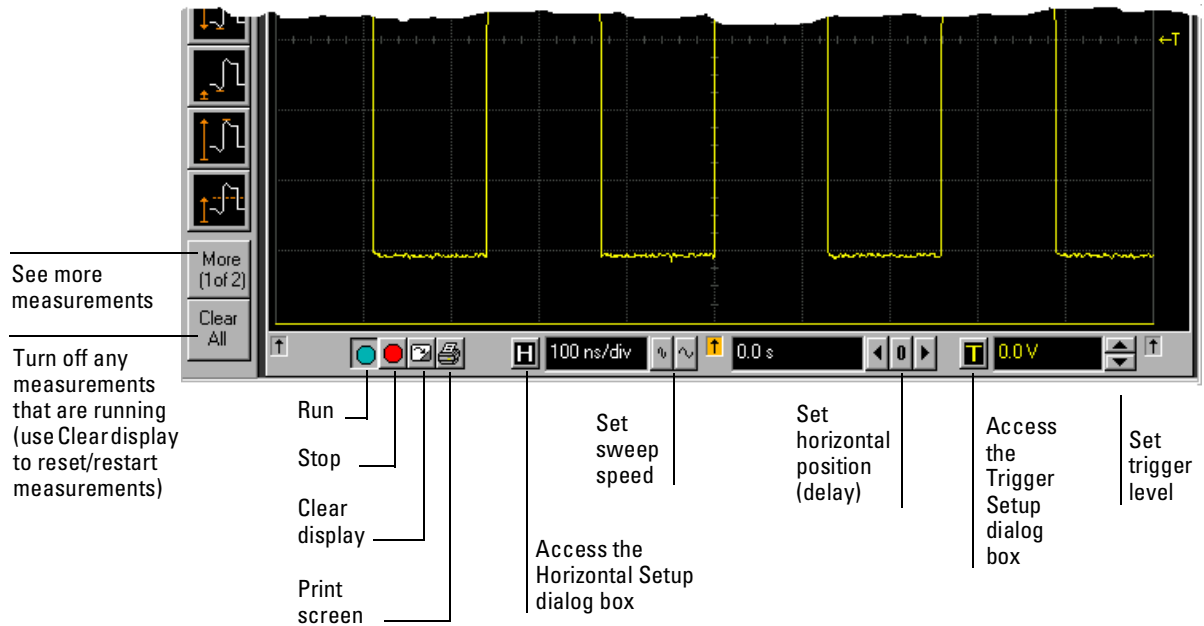 ←T
More
(1of 2)
Clear
All
H 100 ns/div 0.0 s 0 T 0.0 V
See more
measurements
Turn off any
measurements
that are running
(use Clear display
to reset/restart
measurements)
Run
Stop
Clear
display
Print
screen
Access the
Horizontal Setup
dialog box
Set
sweep
speed
Set
horizontal
position
(delay)
Access
the
Trigger
Setup
dialog
box
Set
trigger
level